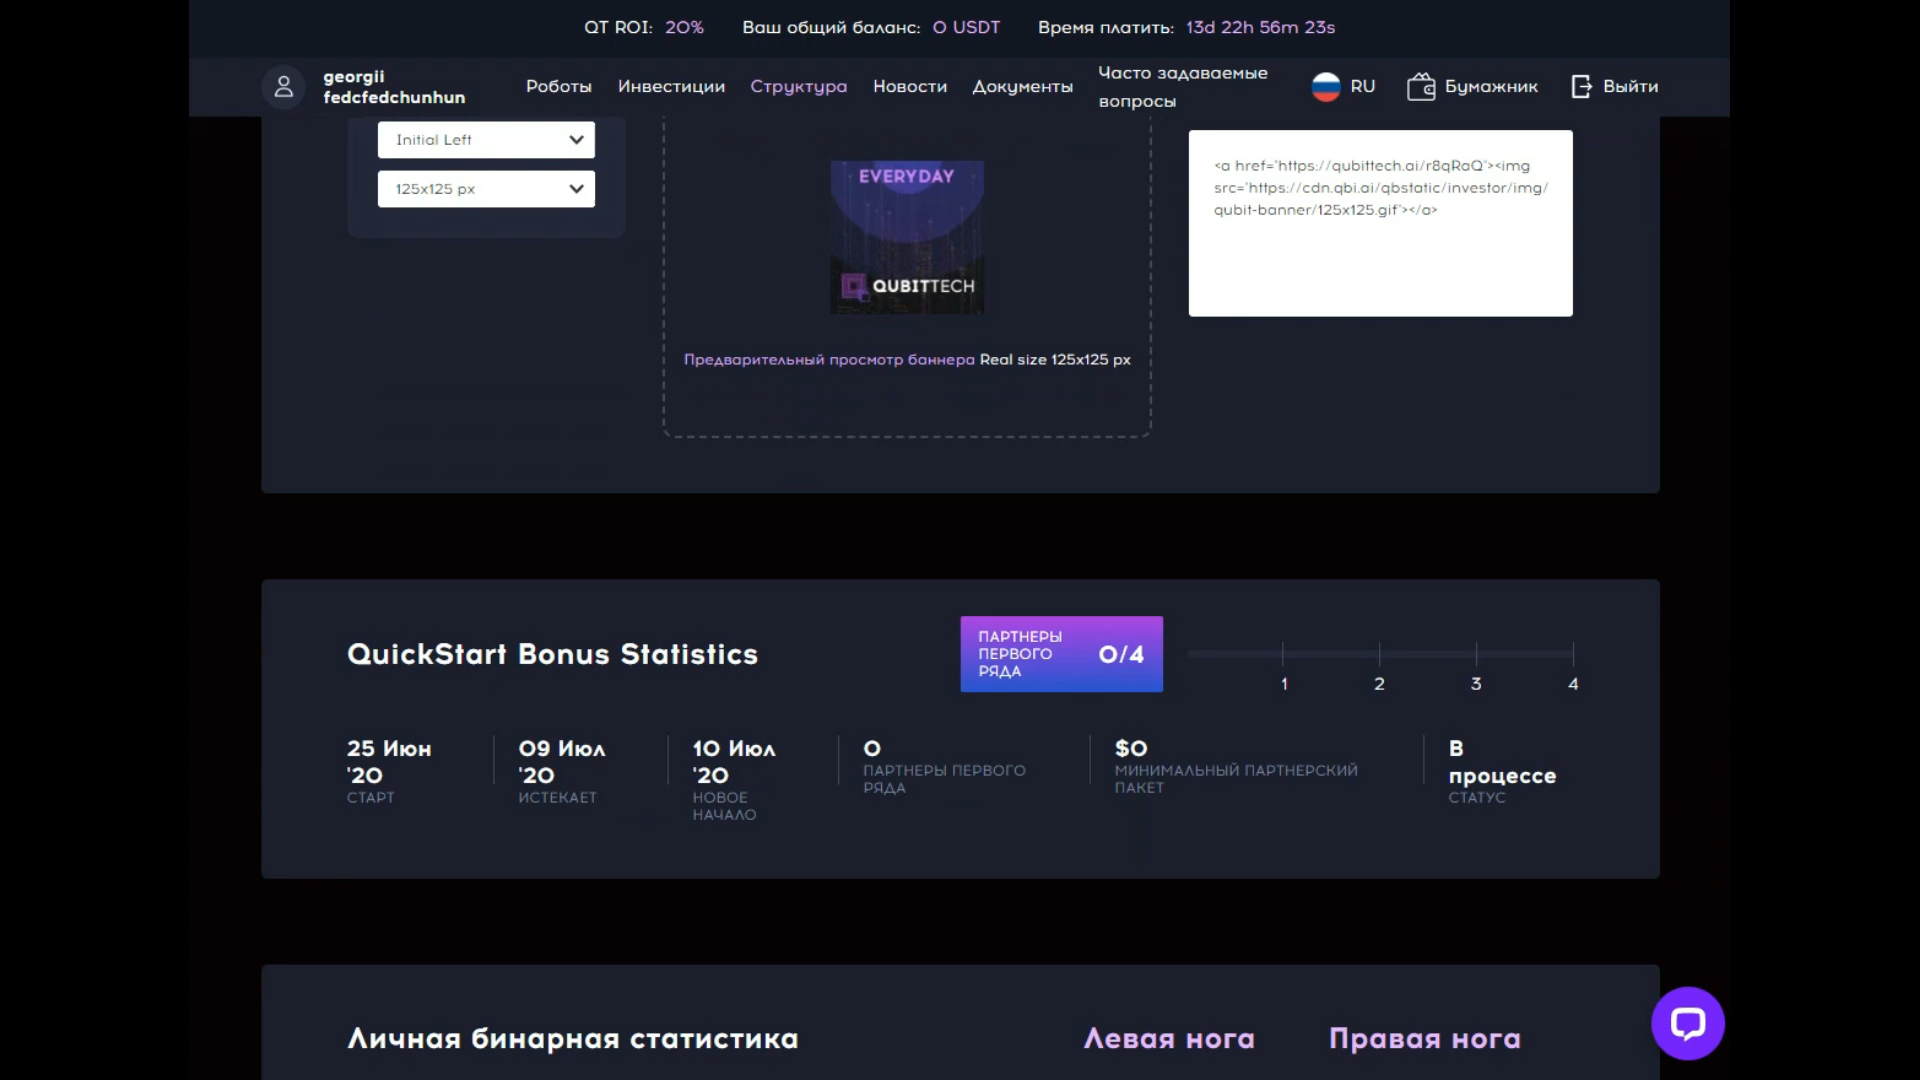 QT ROI: 20% Ваш общий баланс: 0 USDT Время платить: 13d 22h 56m 23s
georgii
fedcfedchunhun
Роботы Инвестиции Структура Новости Документы
Часто задаваемые
вопросы
RU Бумажник Выйти
Initial Left
125x125 px
EVERYDAY
QUBITTECH
Предварительный просмотр баннера Real size 125x125 px
<a href="https://qubittech.ai/r8qRaQ"><img
src="https://cdn.qbi.ai/qbstatic/investor/img/
qubit-banner/125x125.gif"></a>
QuickStart Bonus Statistics
ПАРТНЕРЫ
ПЕРВОГО
РЯДА
0/4
1 2 3 4
25 Июн
'20
СТАРТ
09 Июл
'20
ИСТЕКАЕТ
10 Июл
'20
НОВОЕ
НАЧАЛО
0
ПАРТНЕРЫ ПЕРВОГО
РЯДА
$0
МИНИМАЛЬНЫЙ ПАРТНЕРСКИЙ
ПАКЕТ
В
процессе
СТАТУС
Личная бинарная статистика Левая нога Правая нога